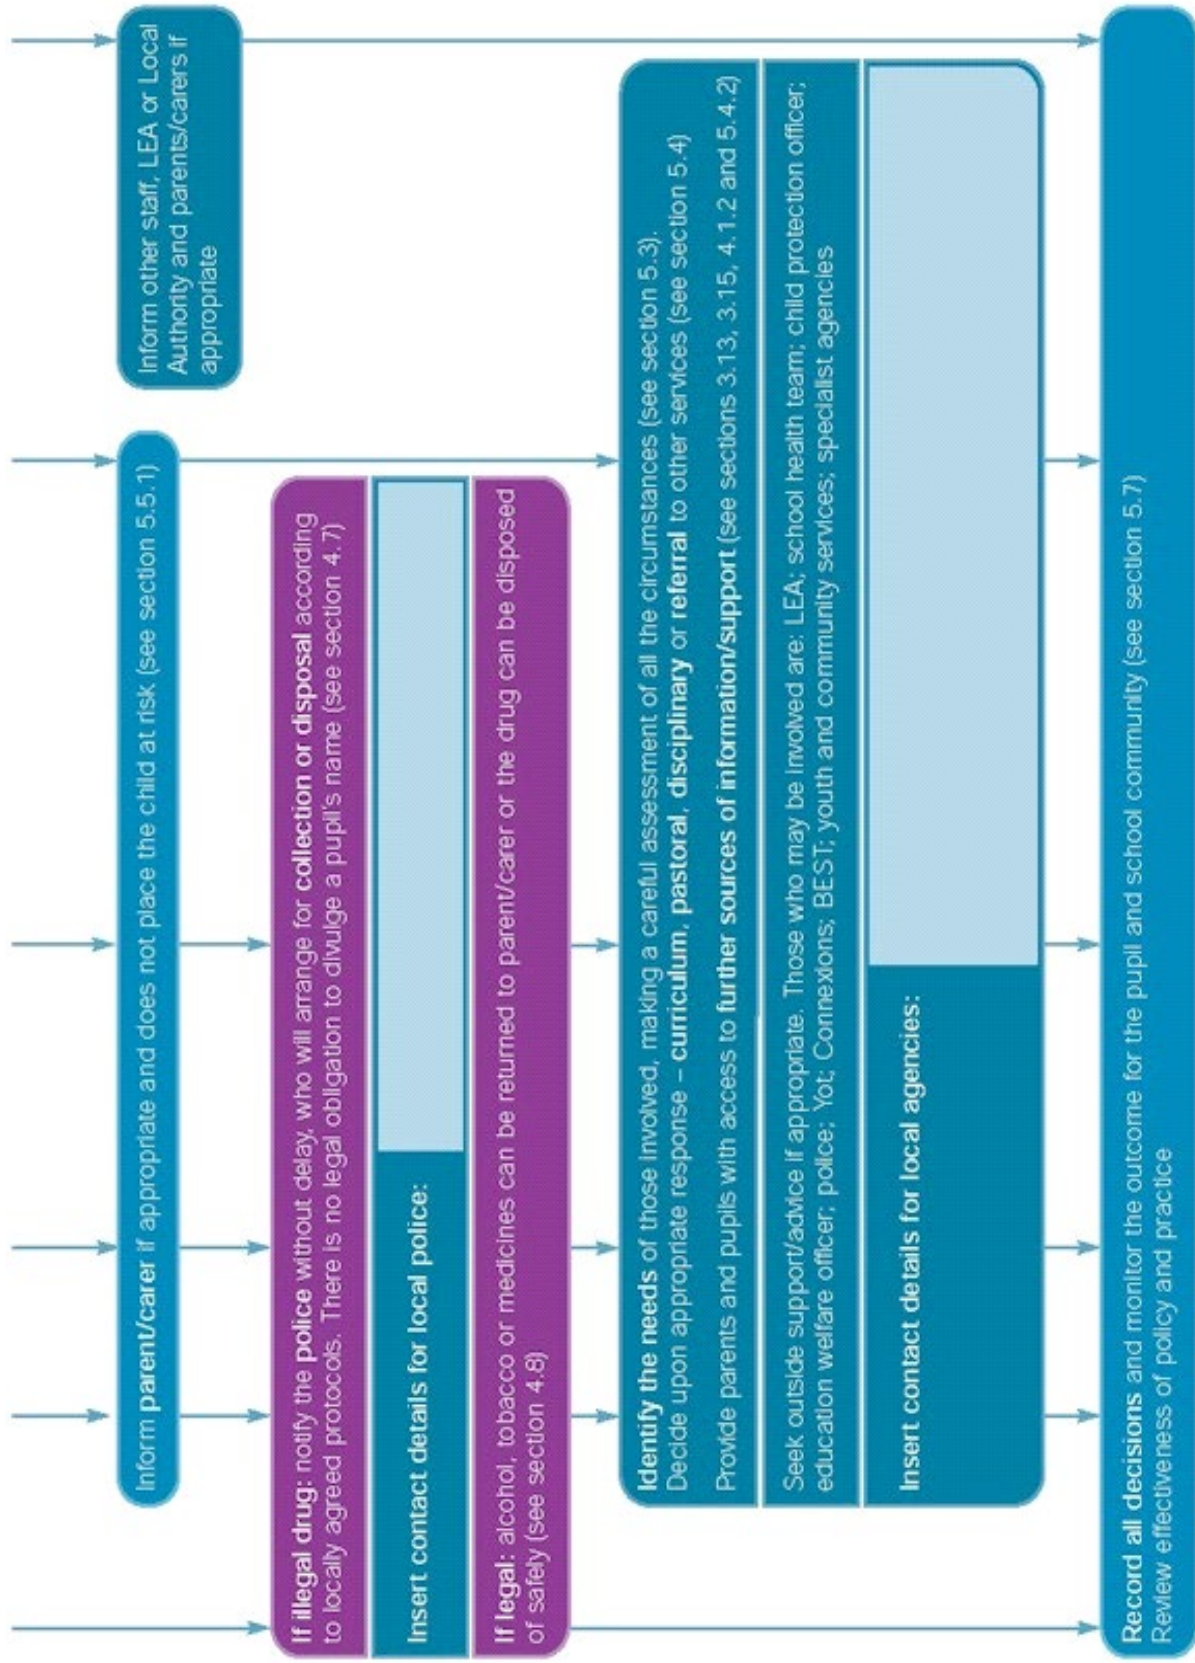 Inform other staff, LEA or Local
Authority and parents/carers if
appropriate
Inform parent/carer if appropriate and does not place the child at risk (see section 5.5.1)
If illegal drug: notify the police without delay, who will arrange for collection or disposal according
to locally agreed protocols. There is no legal obligation to divulge a pupil's name (see section 4.7)
Insert contact details for local police:
If legal: alcohol, tobacco or medicines can be returned to parent/carer or the drug can be disposed
of safely (see section 4.8)
Identify the needs of those involved, making a careful assessment of all the circumstances (see section 5.3).
Decide upon appropriate response – curriculum, pastoral, disciplinary or referral to other services (see section 5.4)
Provide parents and pupils with access to further sources of information/support (see sections 3.13, 3.15, 4.1.2 and 5.4.2)
Seek outside support/advice if appropriate. Those who may be involved are: LEA; school health team; child protection officer;
education welfare officer; police; Yot; Connexions; BEST; youth and community services; specialist agencies
Insert contact details for local agencies:
Record all decisions and monitor the outcome for the pupil and school community (see section 5.7)
Review effectiveness of policy and practice